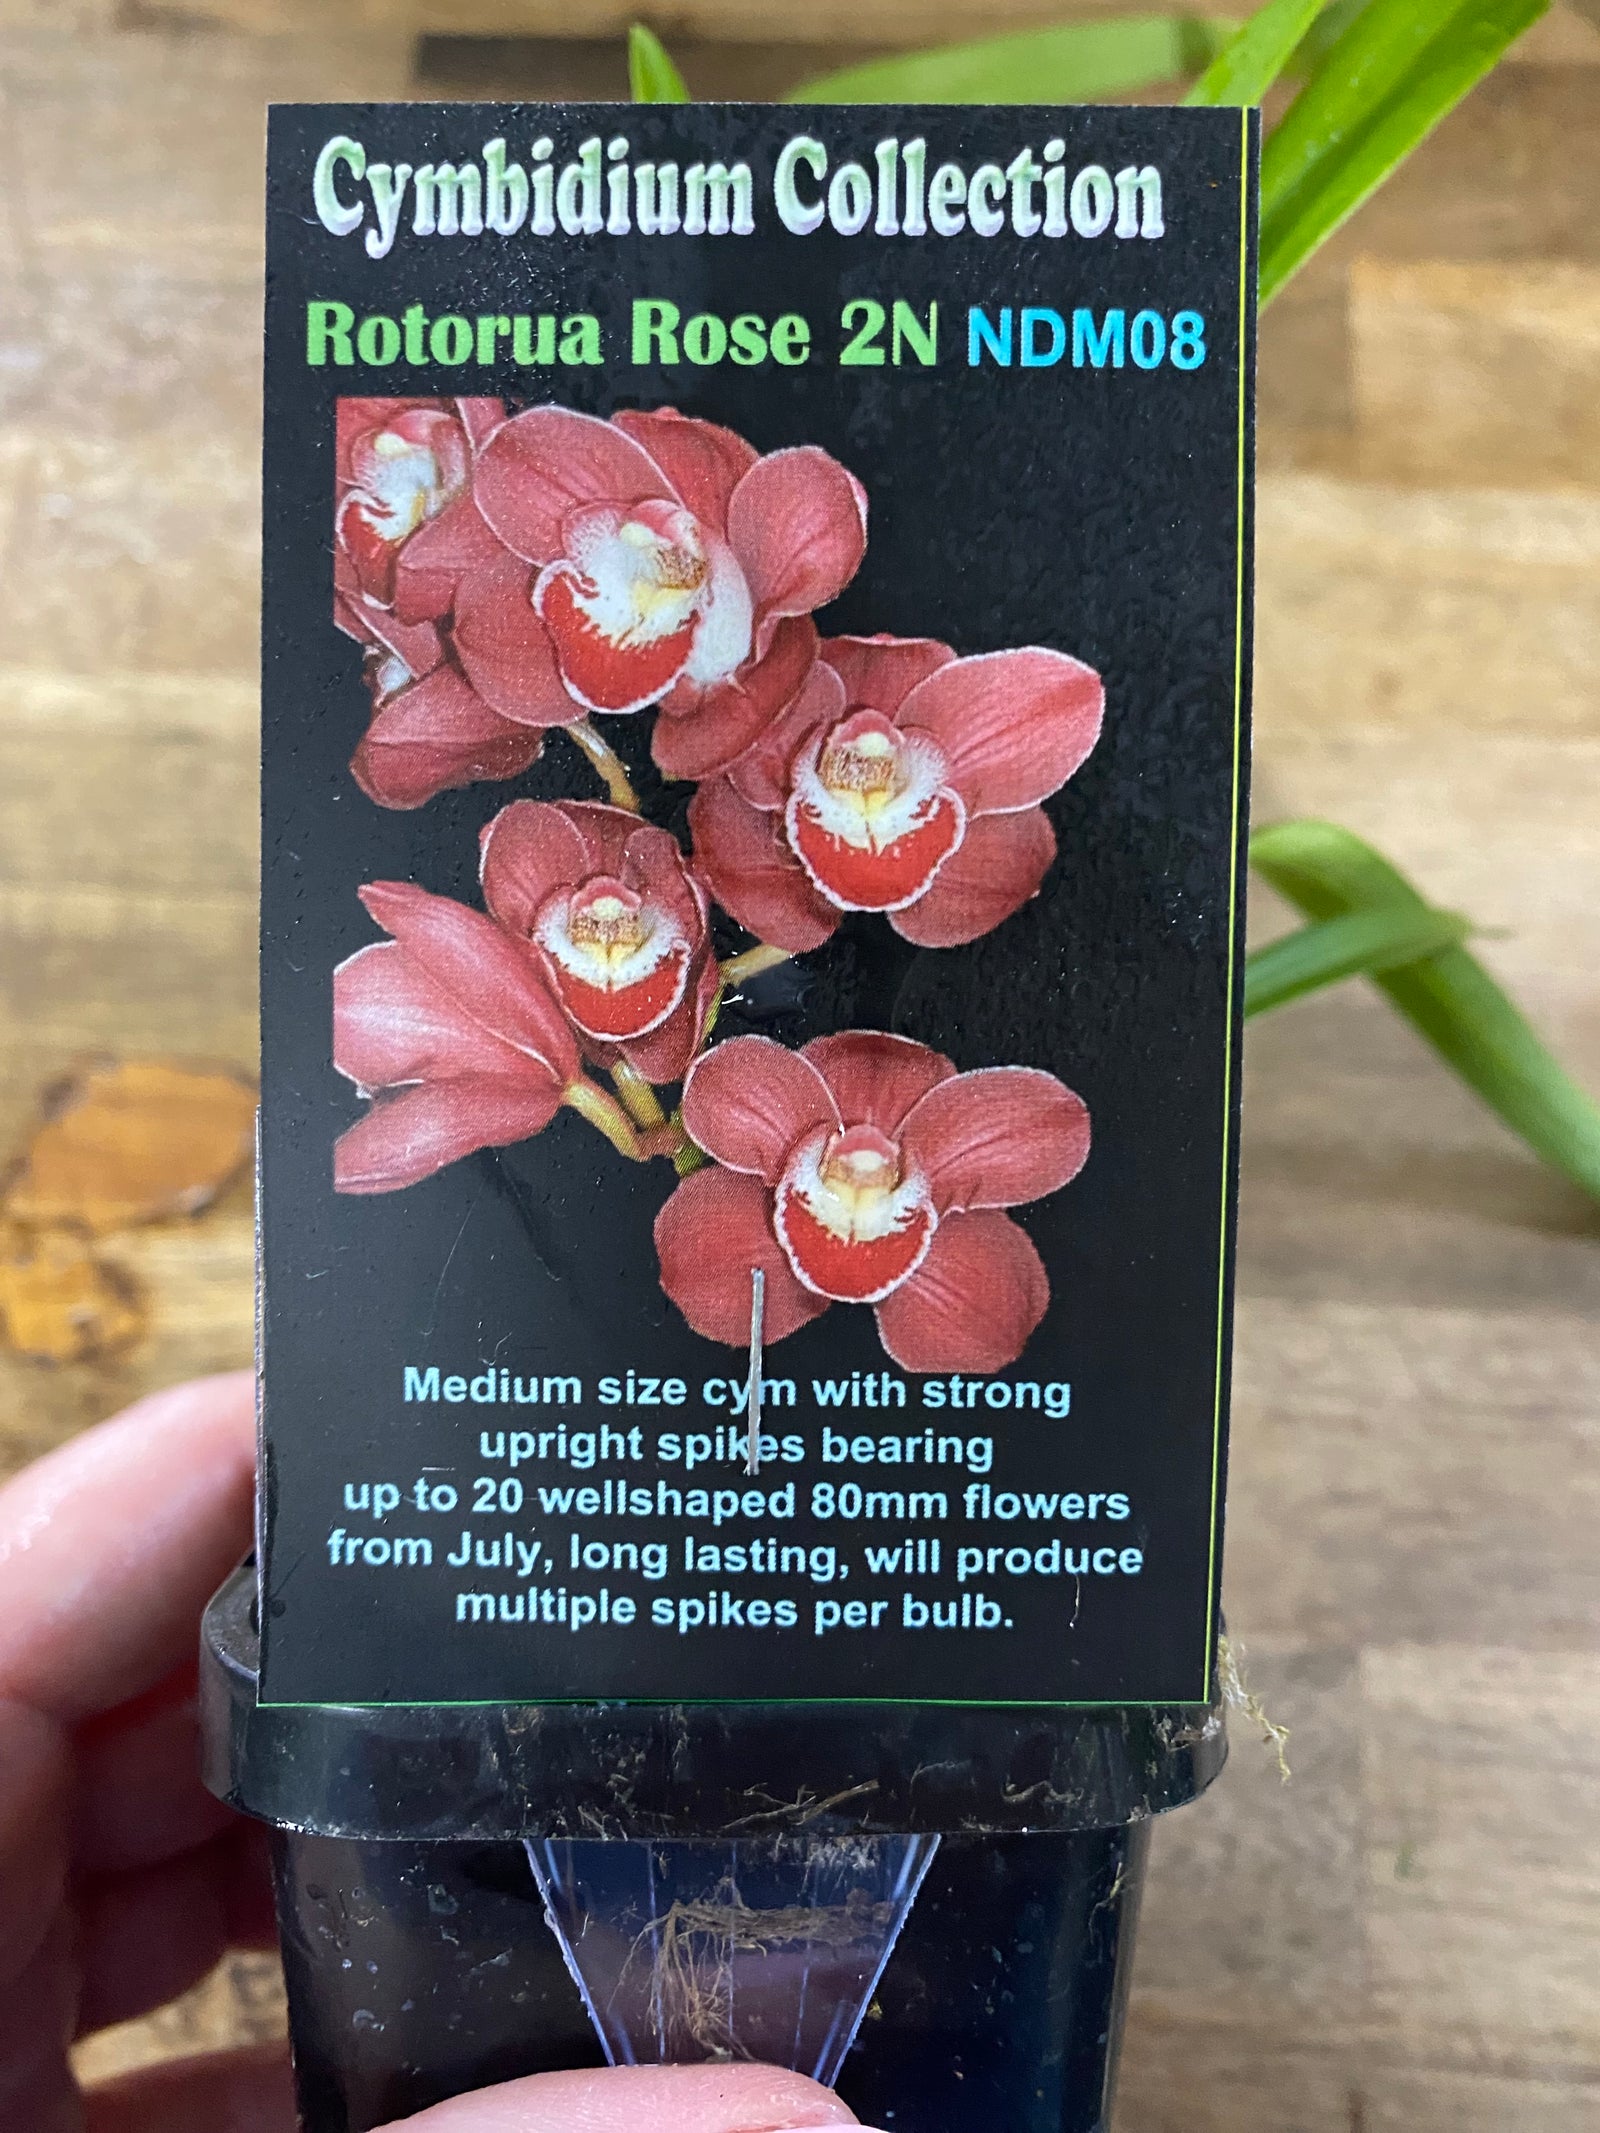 Cymbidium Collection
Rotorua Rose 2N NDM08
Medium size cym with strong
upright spikes bearing
up to 20 wellshaped 80mm flowers
from July, long lasting, will produce
multiple spikes per bulb.